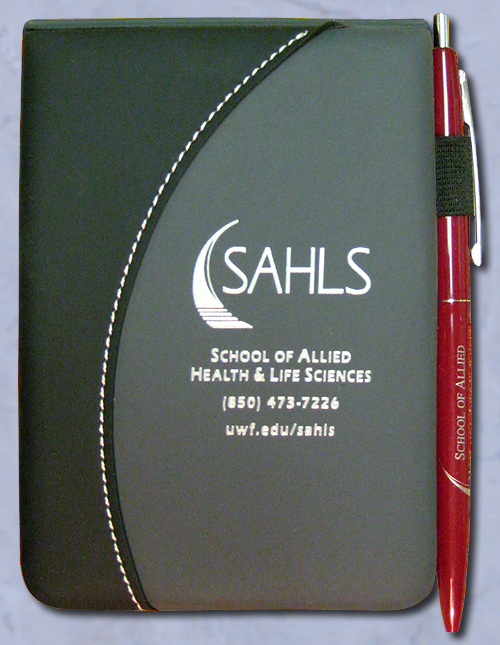 SAHLS
SCHOOL OF ALLIED
HEALTH & LIFE SCIENCES
(850) 473-7226
uwf.edu/sahls
SCHOOL OF ALLIED